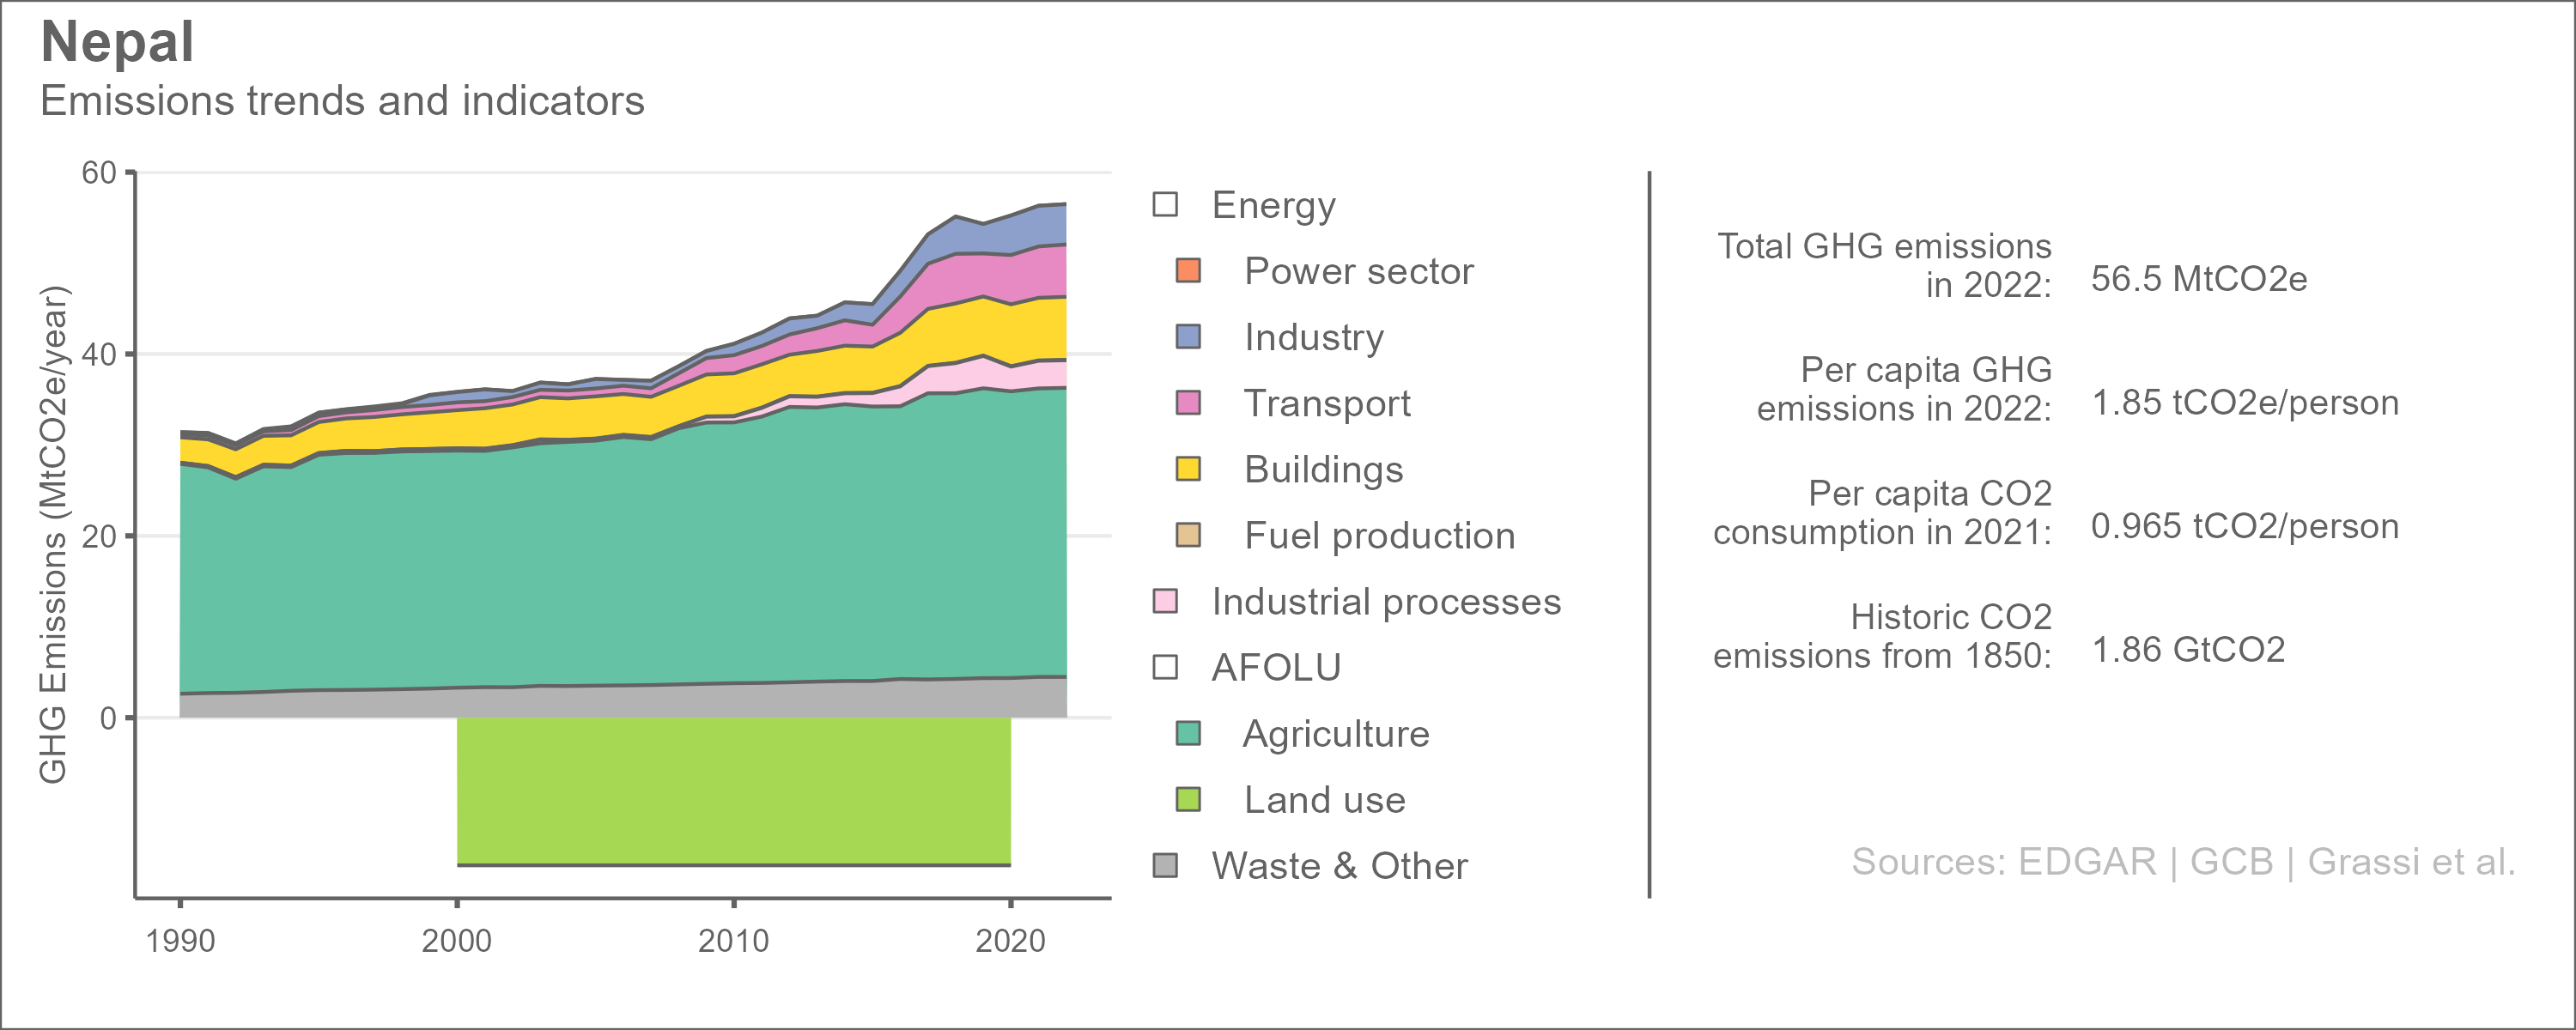 Nepal
Emissions trends and indicators
GHG Emissions (MtCO2e/year)
60
40
20
0
1990
2000
2010
2020
Energy
Power sector
Industry
Transport
Buildings
Fuel production
Industrial processes
AFOLU
Agriculture
Land use
Waste & Other
Total GHG emissions
in 2022:
56.5 MtCO2e
Per capita GHG
emissions in 2022:
1.85 tCO2e/person
Per capita CO2
consumption in 2021:
0.965 tCO2/person
Historic CO2
emissions from 1850:
1.86 GtCO2
Sources: EDGAR | GCB | Grassi et al.